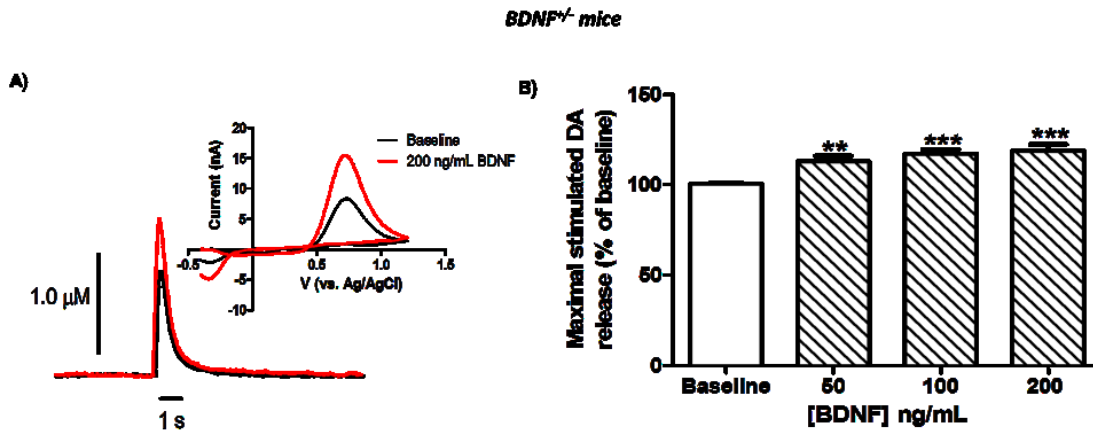 BDNF+/- mice
A)
20
15
10
5
0
-5
-10
Current (nA)
-0.5
0.5
1.0
1.5
V (vs. Ag/AgCl)
Baseline
200 ng/mL BDNF
1.0 μM
1 s
B)
Maximal stimulated DA
release (% of baseline)
150
100
50
0
**
***
***
Baseline
50
100
200
[BDNF] ng/mL